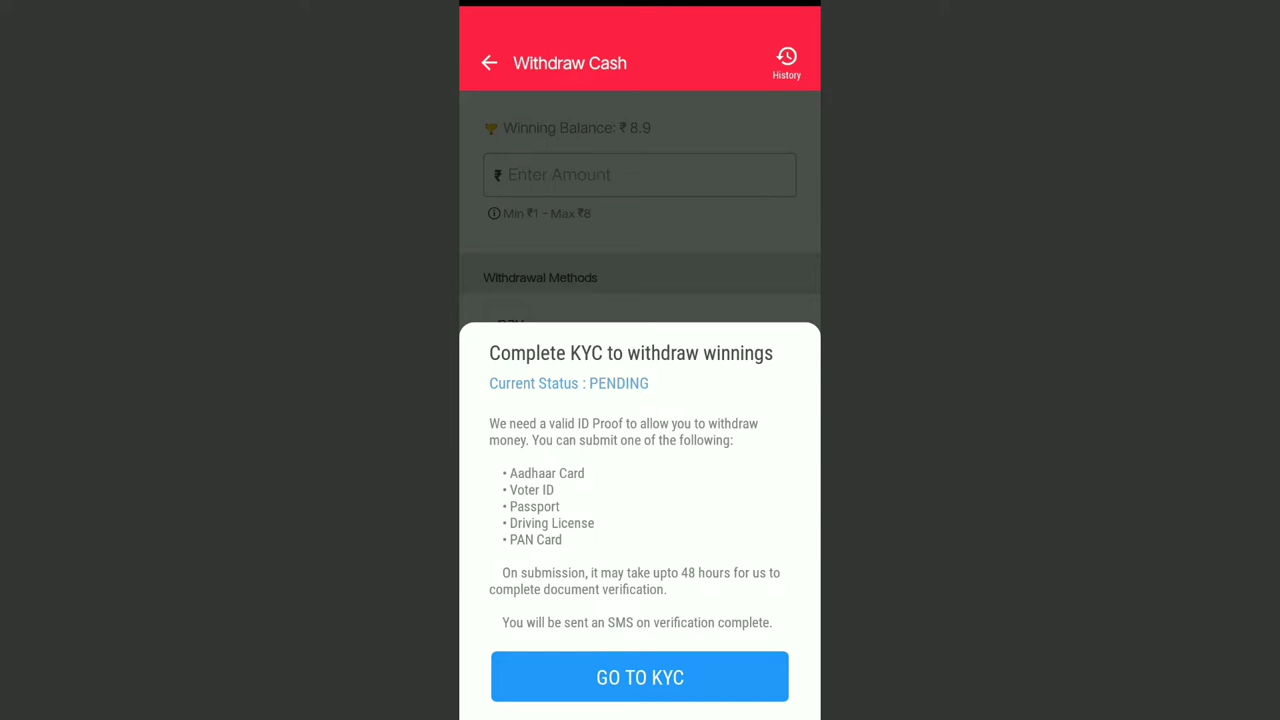 Withdraw Cash
History
Winning Balance: ₹ 8.9
₹ Enter Amount
Min ₹1 - Max ₹8
Withdrawal Methods
Complete KYC to withdraw winnings
Current Status : PENDING
We need a valid ID Proof to allow you to withdraw
money. You can submit one of the following:
• Aadhaar Card
• Voter ID
• Passport
• Driving License
• PAN Card
On submission, it may take upto 48 hours for us to
complete document verification.
You will be sent an SMS on verification complete.
GO TO KYC